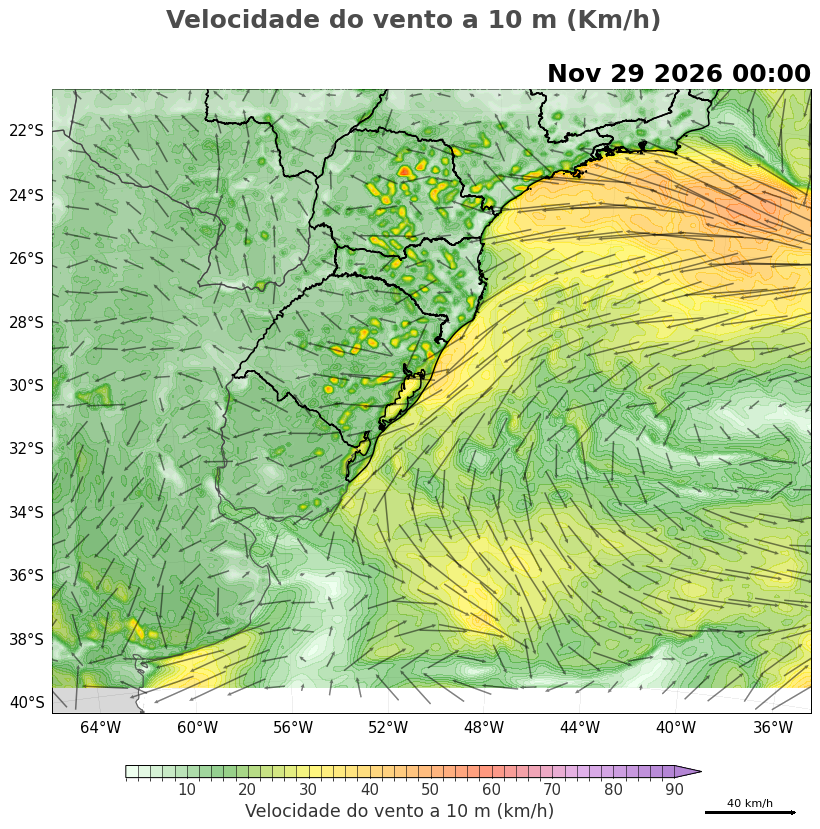 Velocidade do vento a 10 m (Km/h)
Nov 29 2026 00:00
22°S
24°S
26°S
28°S
30°S
32°S
34°S
36°S
38°S
40°S
64°W 60°W 56°W 52°W 48°W 44°W 40°W 36°W
10 20 30 40 50 60 70 80 90
Velocidade do vento a 10 m (km/h)
40 km/h